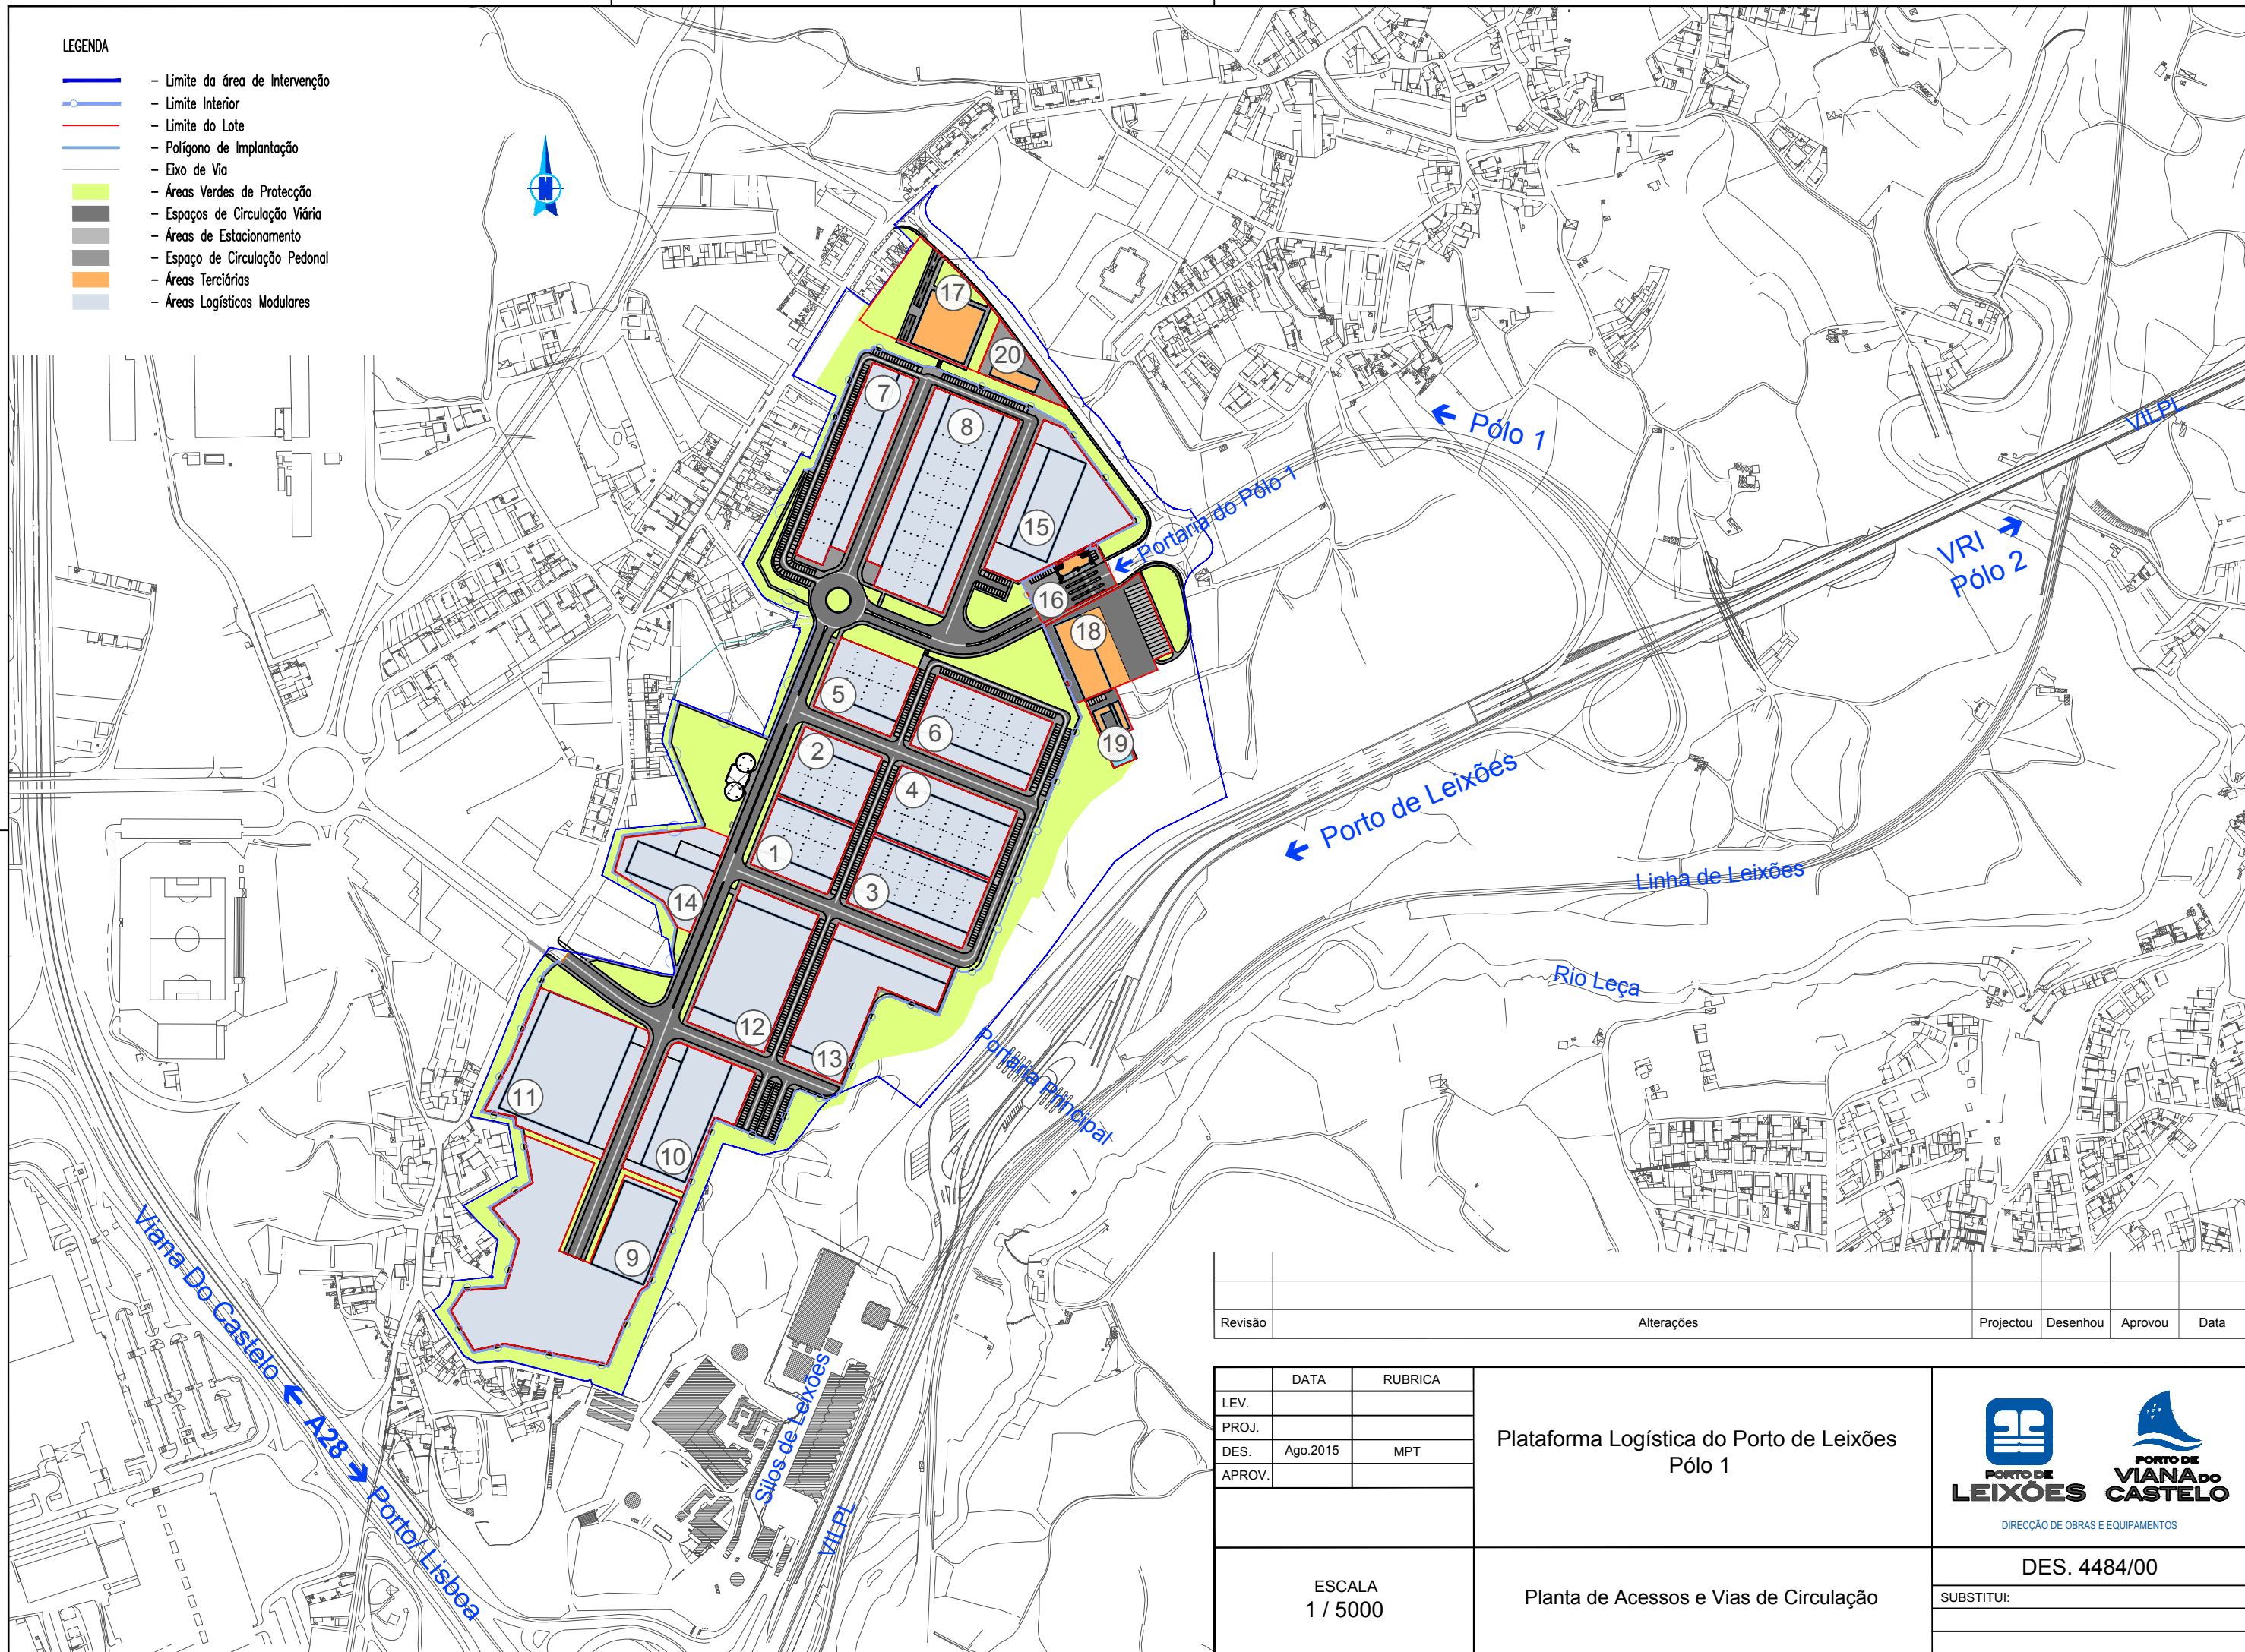 LEGENDA
– Limite da área de Intervenção
– Limite Interior
– Limite do Lote
– Polígono de Implantação
– Eixo de Via
– Áreas Verdes de Protecção
– Espaços de Circulação Viária
– Áreas de Estacionamento
– Espaço de Circulação Pedonal
– Áreas Terciárias
– Áreas Logísticas Modulares
N
17
20
7
8
15
16
18
19
5
6
2
4
1
3
14
12
13
11
10
9
← Pólo 1
← Portaria do Pólo 1
VILPL
VRI →
Pólo 2
← Porto de Leixões
Linha de Leixões
Rio Leça
Portaria Principal
Silos de Leixões
VILPL
Viana Do Castelo ← A28 → Porto/ Lisboa
Revisão Alterações Projectou Desenhou Aprovou Data
DATA RUBRICA
LEV.
PROJ.
DES. Ago.2015 MPT
APROV.
Plataforma Logística do Porto de Leixões
Pólo 1
PORTO DE
LEIXÕES
PORTO DE
VIANA DO
CASTELO
DIRECÇÃO DE OBRAS E EQUIPAMENTOS
ESCALA
1 / 5000
Planta de Acessos e Vias de Circulação
DES. 4484/00
SUBSTITUI: